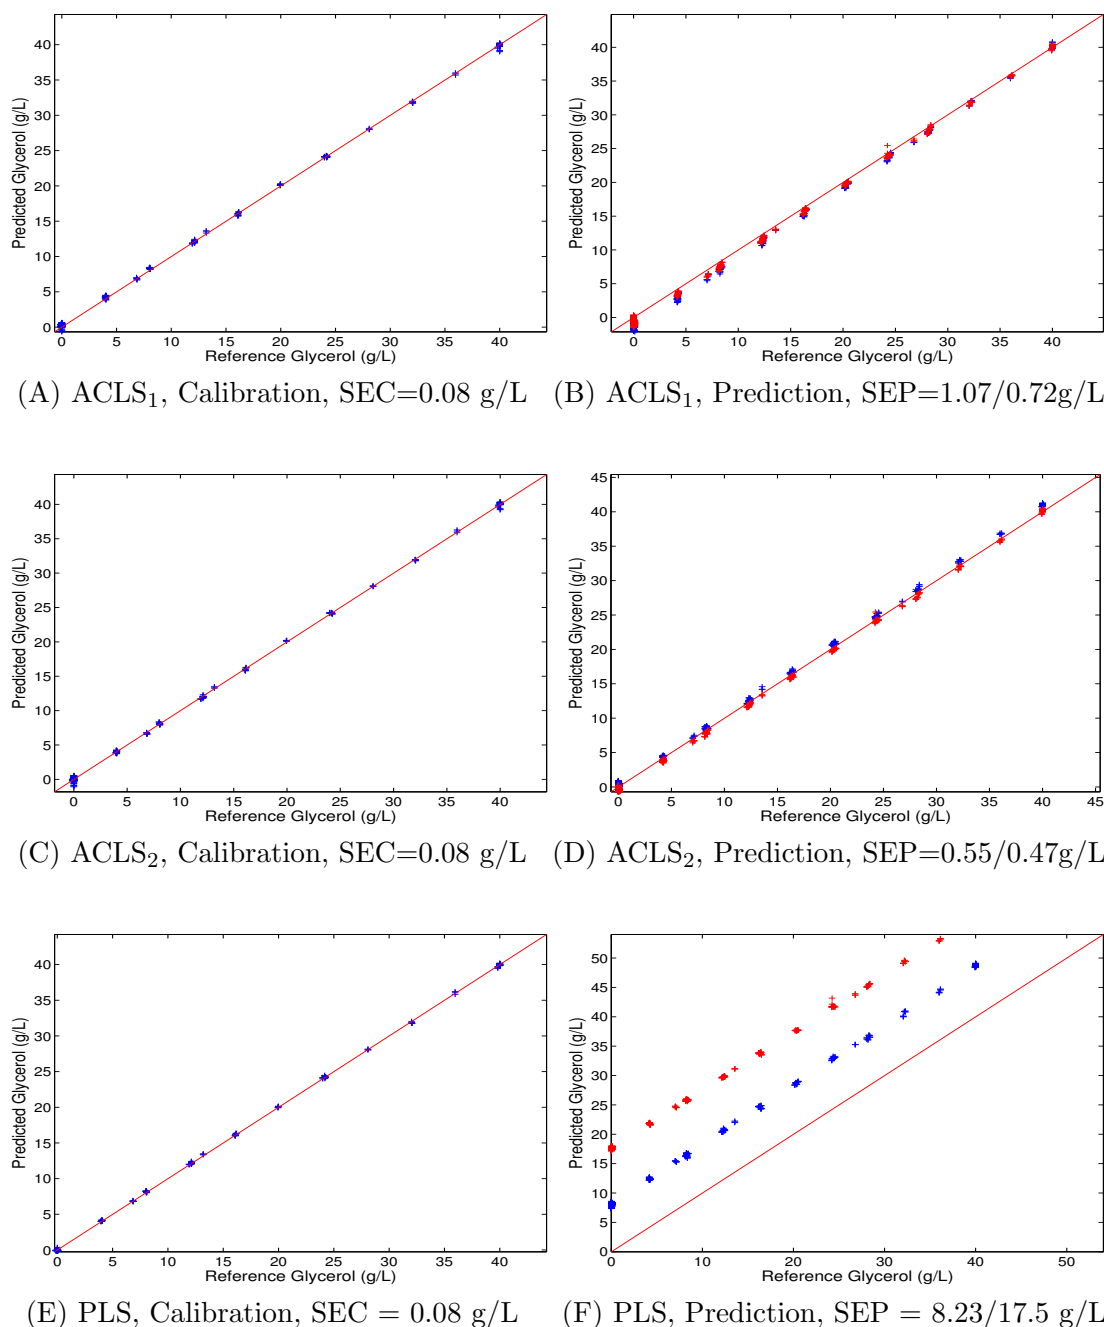 40
35
30
25
20
15
10
5
0
Predicted Glycerol (g/L)
0 5 10 15 20 25 30 35 40
Reference Glycerol (g/L)
(A) ACLS₁, Calibration, SEC=0.08 g/L
40
35
30
25
20
15
10
5
0
Predicted Glycerol (g/L)
0 5 10 15 20 25 30 35 40
Reference Glycerol (g/L)
(B) ACLS₁, Prediction, SEP=1.07/0.72g/L
40
35
30
25
20
15
10
5
0
Predicted Glycerol (g/L)
0 5 10 15 20 25 30 35 40
Reference Glycerol (g/L)
(C) ACLS₂, Calibration, SEC=0.08 g/L
45
40
35
30
25
20
15
10
5
0
Predicted Glycerol (g/L)
0 5 10 15 20 25 30 35 40 45
Reference Glycerol (g/L)
(D) ACLS₂, Prediction, SEP=0.55/0.47g/L
40
35
30
25
20
15
10
5
0
Predicted Glycerol (g/L)
0 5 10 15 20 25 30 35 40
Reference Glycerol (g/L)
(E) PLS, Calibration, SEC = 0.08 g/L
50
45
40
35
30
25
20
15
10
5
0
Predicted Glycerol (g/L)
10 20 30 40 50
Reference Glycerol (g/L)
(F) PLS, Prediction, SEP = 8.23/17.5 g/L